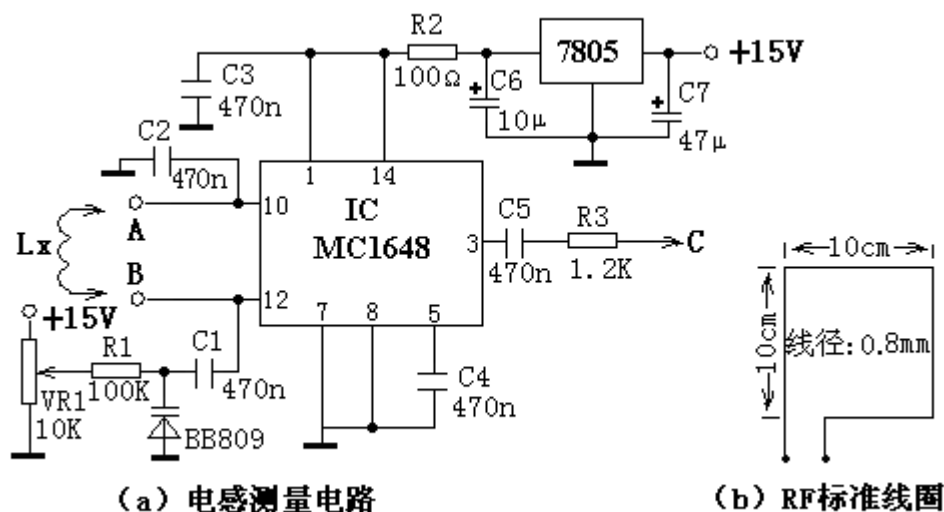 R2
100Ω
7805
+15V
C3
470n
C6
10μ
C7
47μ
C2
470n
1
14
10
IC
MC1648
3
12
7
8
5
A
Lx
B
+15V
C5
470n
R3
1.2K
C
R1
100K
C1
470n
VR1
10K
BB809
C4
470n
10cm
10cm
线径:0.8mm
(a)电感测量电路
(b)RF标准线圈